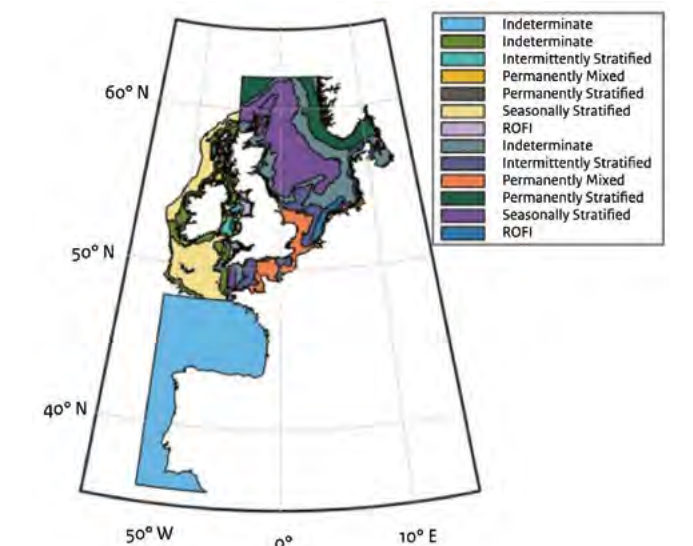 Indeterminate
Indeterminate
Intermittently Stratified
Permanently Mixed
Permanently Stratified
Seasonally Stratified
ROFI
Indeterminate
Intermittently Stratified
Permanently Mixed
Permanently Stratified
Seasonally Stratified
ROFI
60° N
50° N
40° N
50° W
0°
10° E